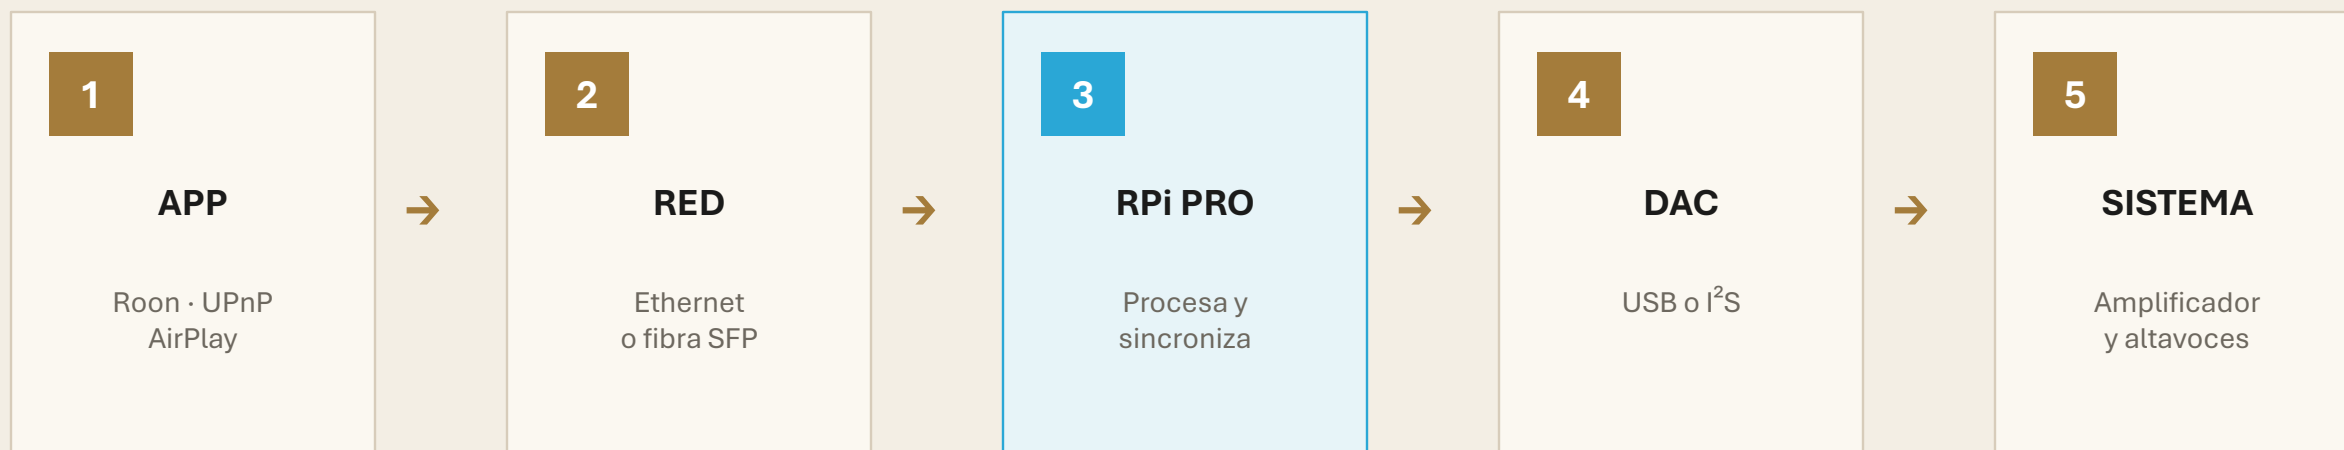 1
APP
Roon · UPnP
AirPlay
→
2
RED
Ethernet
o fibra SFP
→
3
RPi PRO
Procesa y
sincroniza
→
4
DAC
USB o I²S
→
5
SISTEMA
Amplificador
y altavoces